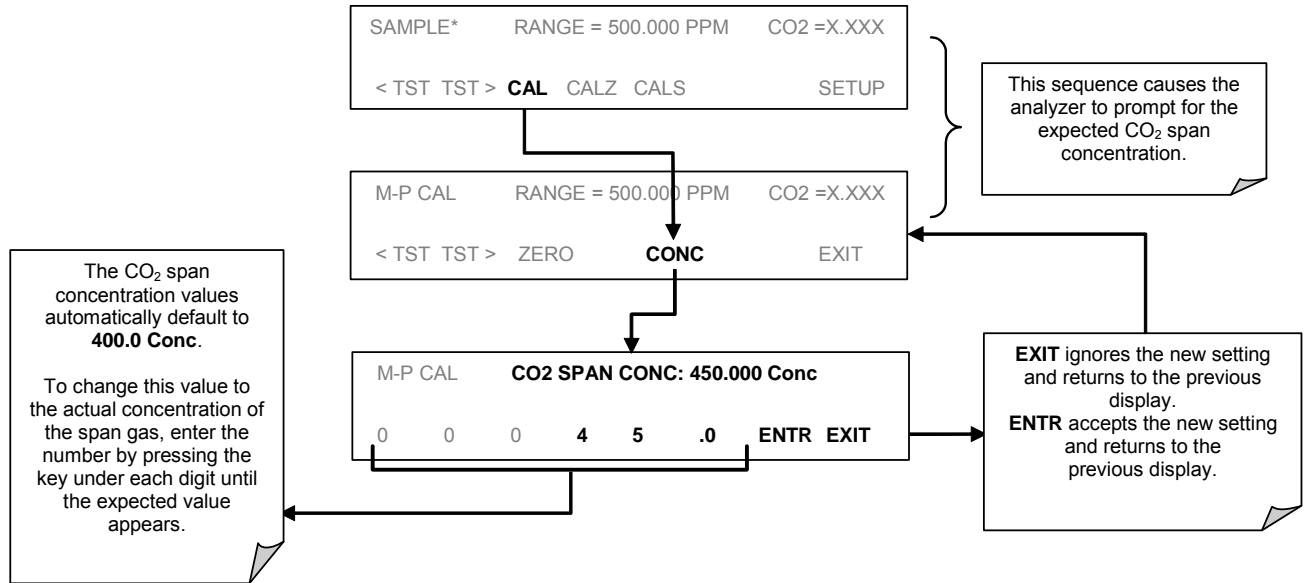 SAMPLE* RANGE = 500.000 PPM CO2 =X.XXX
< TST TST > CAL CALZ CALS SETUP
This sequence causes the
analyzer to prompt for the
expected CO₂ span
concentration.
M-P CAL RANGE = 500.000 PPM CO2 =X.XXX
< TST TST > ZERO CONC EXIT
The CO₂ span
concentration values
automatically default to
400.0 Conc.
To change this value to
the actual concentration of
the span gas, enter the
number by pressing the
key under each digit until
the expected value
appears.
M-P CAL CO2 SPAN CONC: 450.000 Conc
0 0 0 4 5 .0 ENTR EXIT
EXIT ignores the new setting
and returns to the previous
display.
ENTR accepts the new setting
and returns to the
previous display.